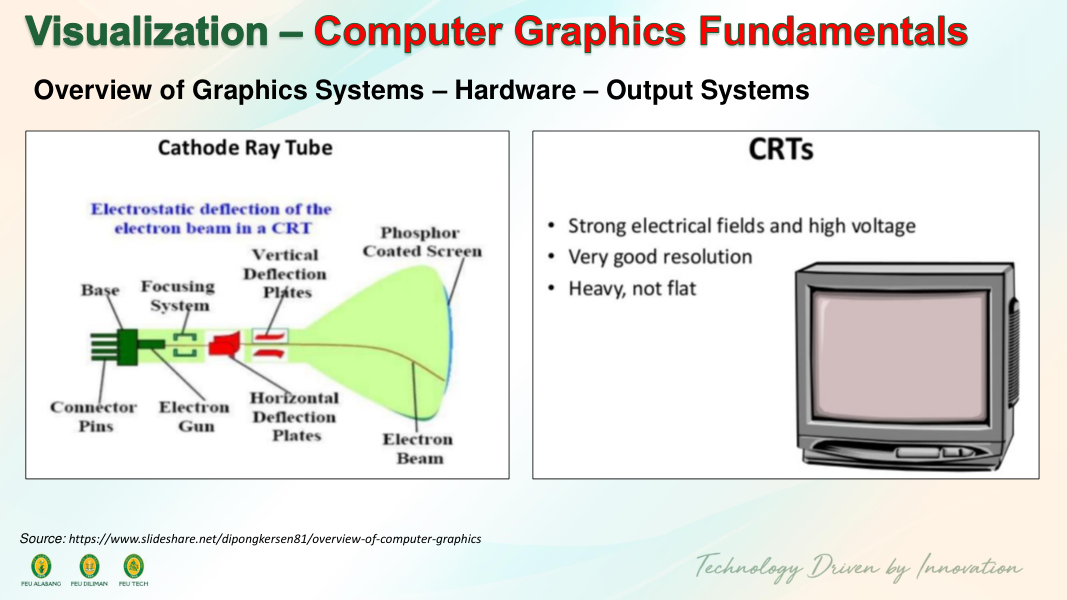 Visualization – Computer Graphics Fundamentals
Overview of Graphics Systems – Hardware – Output Systems
Cathode Ray Tube
Electrostatic deflection of the
electron beam in a CRT
Phosphor
Coated Screen
Vertical
Deflection
Plates
Base
Focusing
System
Connector
Pins
Electron
Gun
Horizontal
Deflection
Plates
Electron
Beam
CRTs
• Strong electrical fields and high voltage
• Very good resolution
• Heavy, not flat
Source: https://www.slideshare.net/dipongkersen81/overview-of-computer-graphics
FEU ALABANG
FEU DILIMAN
FEU TECH
Technology Driven by Innovation